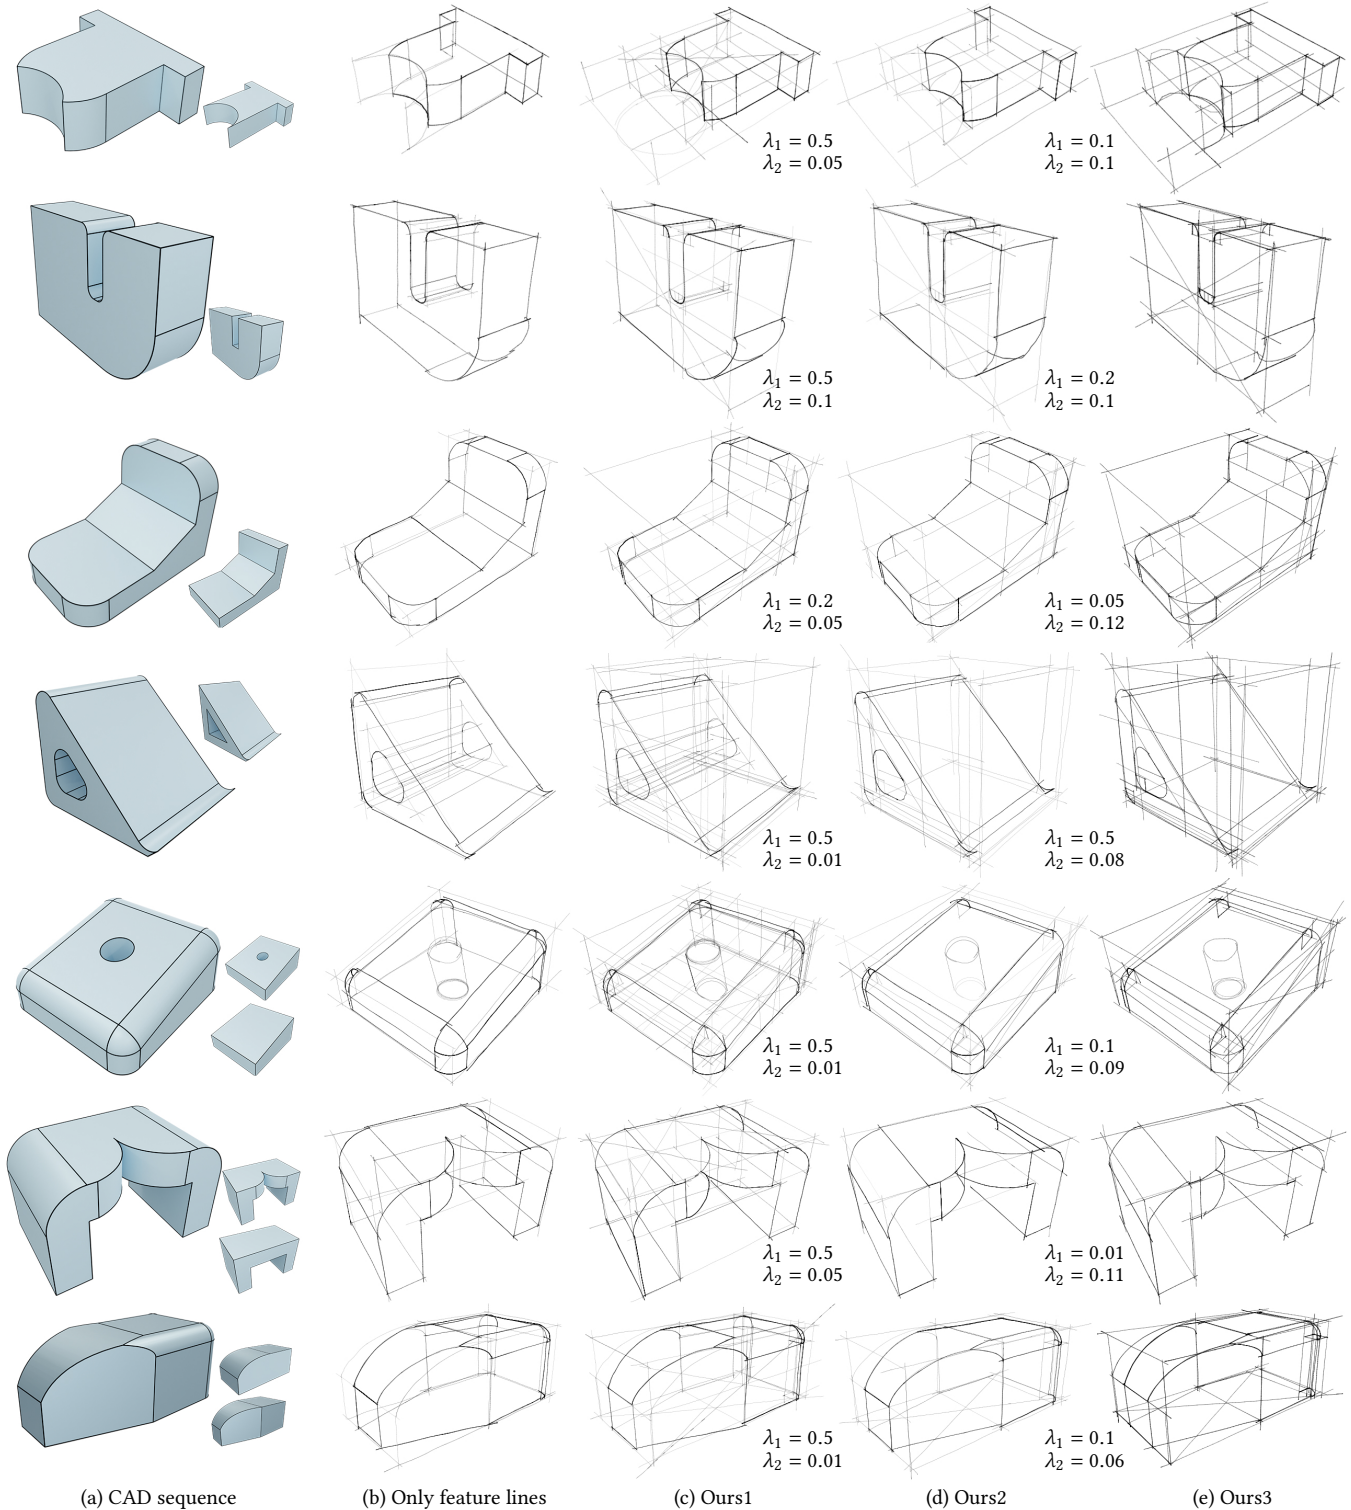 λ₁ = 0.5
λ₂ = 0.05
λ₁ = 0.1
λ₂ = 0.1
λ₁ = 0.5
λ₂ = 0.1
λ₁ = 0.2
λ₂ = 0.1
λ₁ = 0.2
λ₂ = 0.05
λ₁ = 0.05
λ₂ = 0.12
λ₁ = 0.5
λ₂ = 0.01
λ₁ = 0.5
λ₂ = 0.08
λ₁ = 0.5
λ₂ = 0.01
λ₁ = 0.1
λ₂ = 0.09
λ₁ = 0.5
λ₂ = 0.05
λ₁ = 0.01
λ₂ = 0.11
λ₁ = 0.5
λ₂ = 0.01
λ₁ = 0.1
λ₂ = 0.06
(a) CAD sequence
(b) Only feature lines
(c) Ours1
(d) Ours2
(e) Ours3